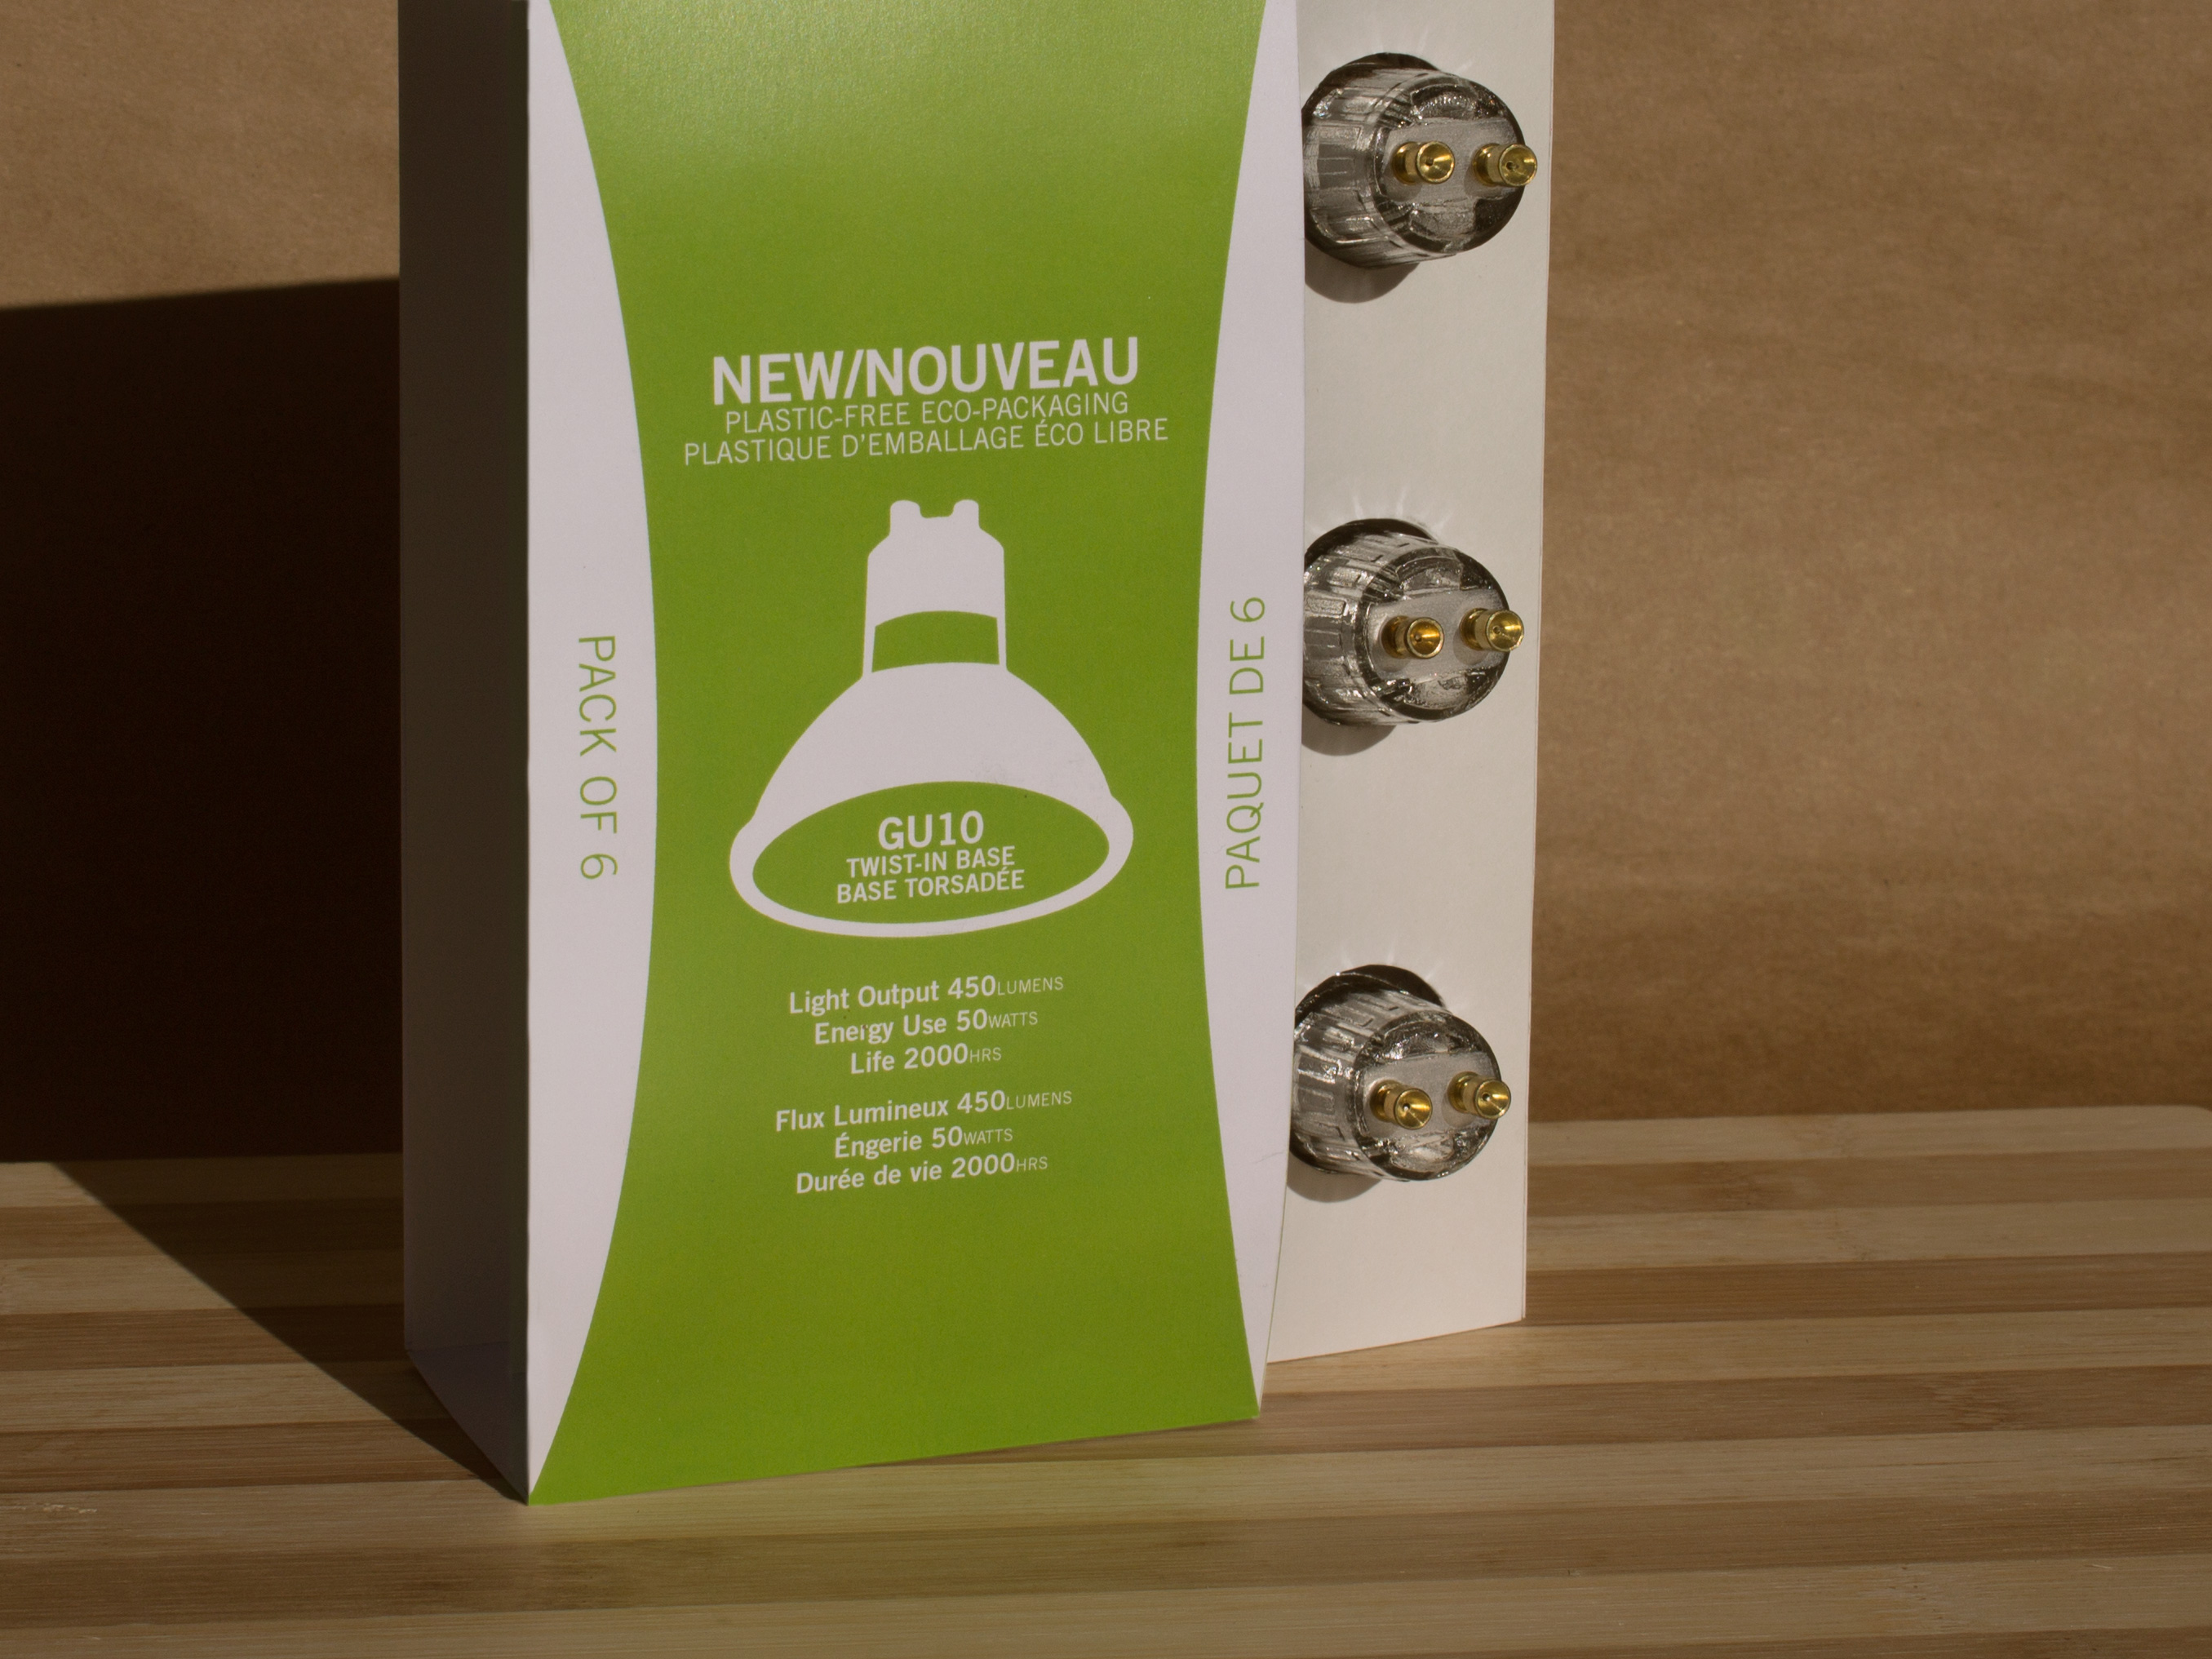 NEW/NOUVEAU
PLASTIC-FREE ECO-PACKAGING
PLASTIQUE D'EMBALLAGE ÉCO LIBRE
PACK OF 6
PAQUET DE 6
GU10
TWIST-IN BASE
BASE TORSADÉE
Light Output 450LUMENS
Energy Use 50WATTS
Life 2000HRS
Flux Lumineux 450LUMENS
Éngerie 50WATTS
Durée de vie 2000HRS